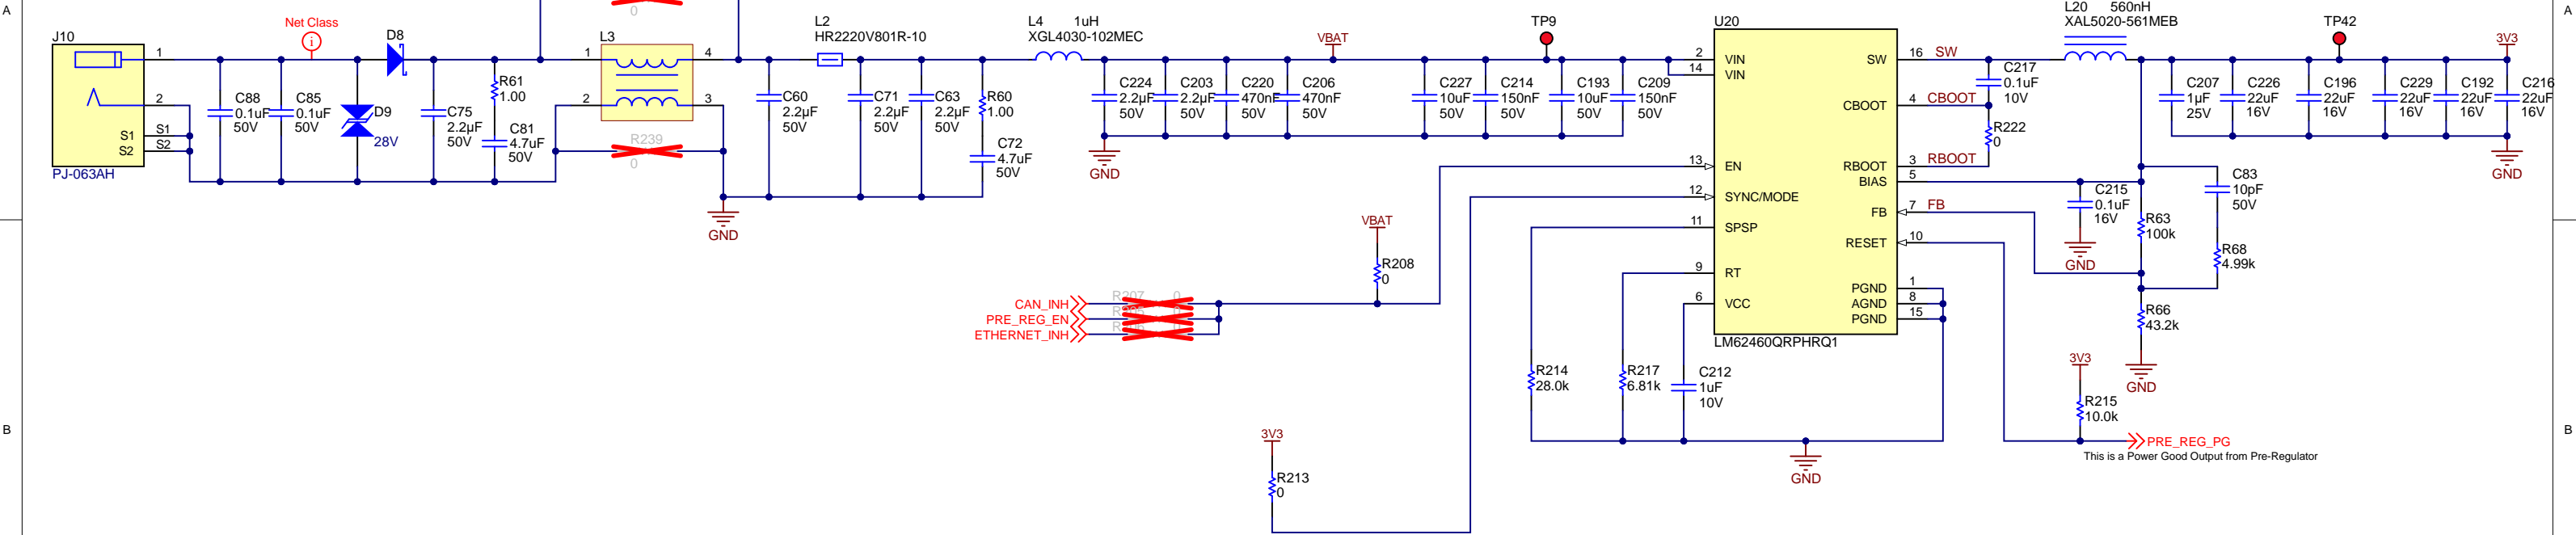 A
A
B
B
Net Class
i
J10
1
2
S1
S2
PJ-063AH
C88
0.1uF
50V
C85
0.1uF
50V
D8
D9
28V
C75
2.2µF
50V
R61
1.00
C81
4.7uF
50V
0
L3
1
4
2
3
R239
0
GND
C60
2.2µF
50V
L2
HR2220V801R-10
C71
2.2µF
50V
C63
2.2µF
50V
R60
1.00
C72
4.7uF
50V
L4 1uH
XGL4030-102MEC
C224
2.2µF
50V
GND
C203
2.2µF
50V
C220
470nF
50V
VBAT
C206
470nF
50V
C227
10uF
50V
C214
150nF
50V
TP9
C193
10uF
50V
C209
150nF
50V
VBAT
R208
0
CAN_INH
PRE_REG_EN
ETHERNET_INH
R207 0
3V3
R213
0
R214
28.0k
R217
6.81k
C212
1uF
10V
GND
U20
2
VIN
14
VIN
13
EN
12
SYNC/MODE
11
SPSP
9
RT
6
VCC
SW
16
SW
CBOOT
4
CBOOT
RBOOT
3
RBOOT
BIAS
5
FB
7
FB
RESET
10
PGND
1
AGND
8
PGND
15
LM62460QRPHRQ1
C217
0.1uF
10V
R222
0
L20 560nH
XAL5020-561MEB
C215
0.1uF
16V
GND
R63
100k
C83
10pF
50V
R68
4.99k
R66
43.2k
GND
C207
1µF
25V
C226
22uF
16V
TP42
C196
22uF
16V
C229
22uF
16V
C192
22uF
16V
3V3
C216
22uF
16V
GND
3V3
R215
10.0k
PRE_REG_PG
This is a Power Good Output from Pre-Regulator